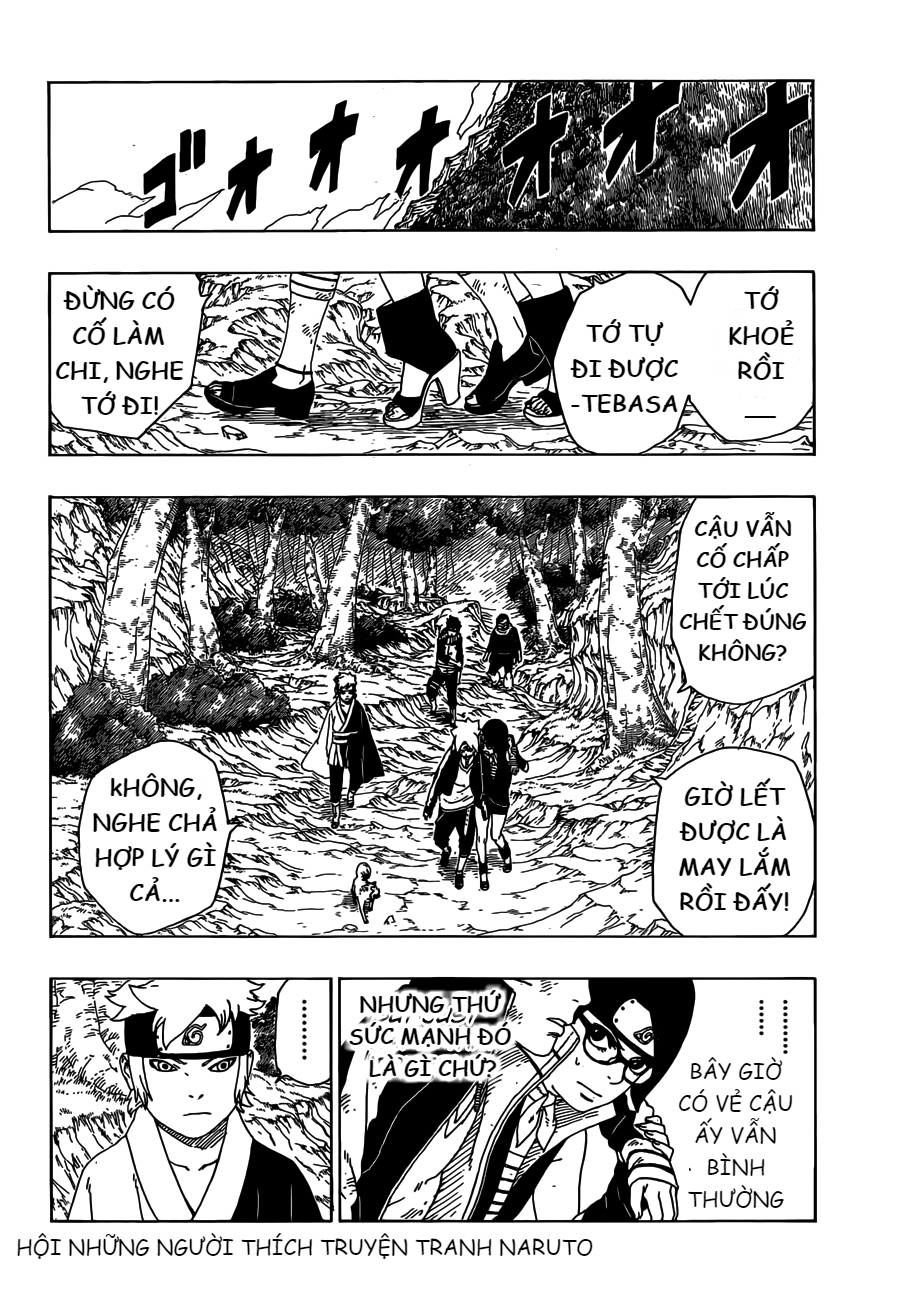 ゴオオオオオオ
TỚ
KHOẺ
RỒI
__
TỚ TỰ
ĐI ĐƯỢC
-TEBASA
ĐỪNG CÓ
CỐ LÀM
CHI, NGHE
TỚ ĐI!
CẬU VẪN
CỐ CHẤP
TỚI LÚC
CHẾT ĐÚNG
KHÔNG?
GIỜ LẾT
ĐƯỢC LÀ
MAY LẮM
RỒI ĐẤY!
KHÔNG,
NGHE CHẢ
HỢP LÝ GÌ
CẢ...
BÂY GIỜ
CÓ VẺ CẬU
ẤY VẪN
BÌNH
THƯỜNG
NHƯNG THỨ
SỨC MẠNH ĐÓ
LÀ GÌ CHỨ?
HỘI NHỮNG NGƯỜI THÍCH TRUYỆN TRANH NARUTO